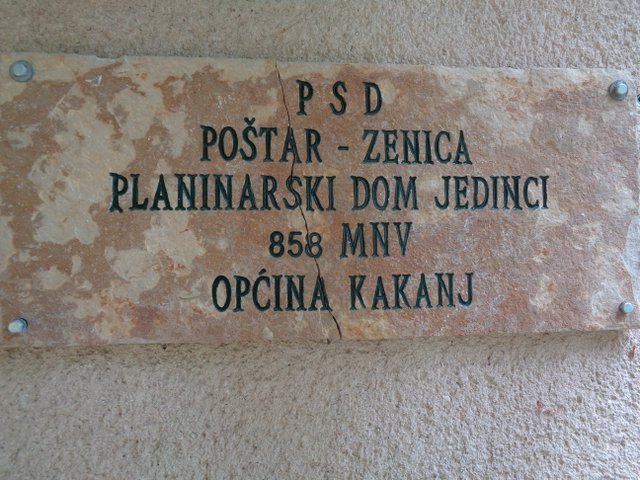 PSD
POŠTAR - ZENICA
PLANINARSKI DOM JEDINCI
858 MNV
OPĆINA KAKANJ